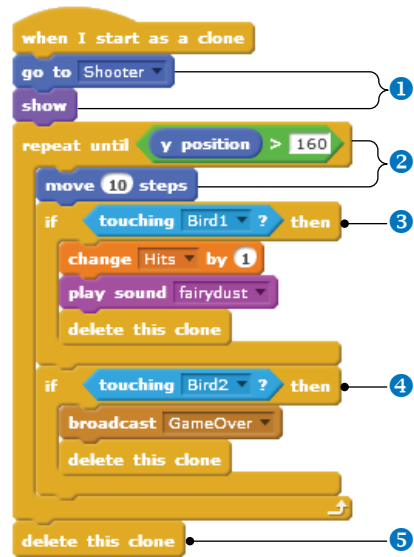 when I start as a clone
go to Shooter
show
1
repeat until y position > 160
2
move 10 steps
if touching Bird1 ? then
3
change Hits by 1
play sound fairydust
delete this clone
if touching Bird2 ? then
4
broadcast GameOver
delete this clone
delete this clone
5